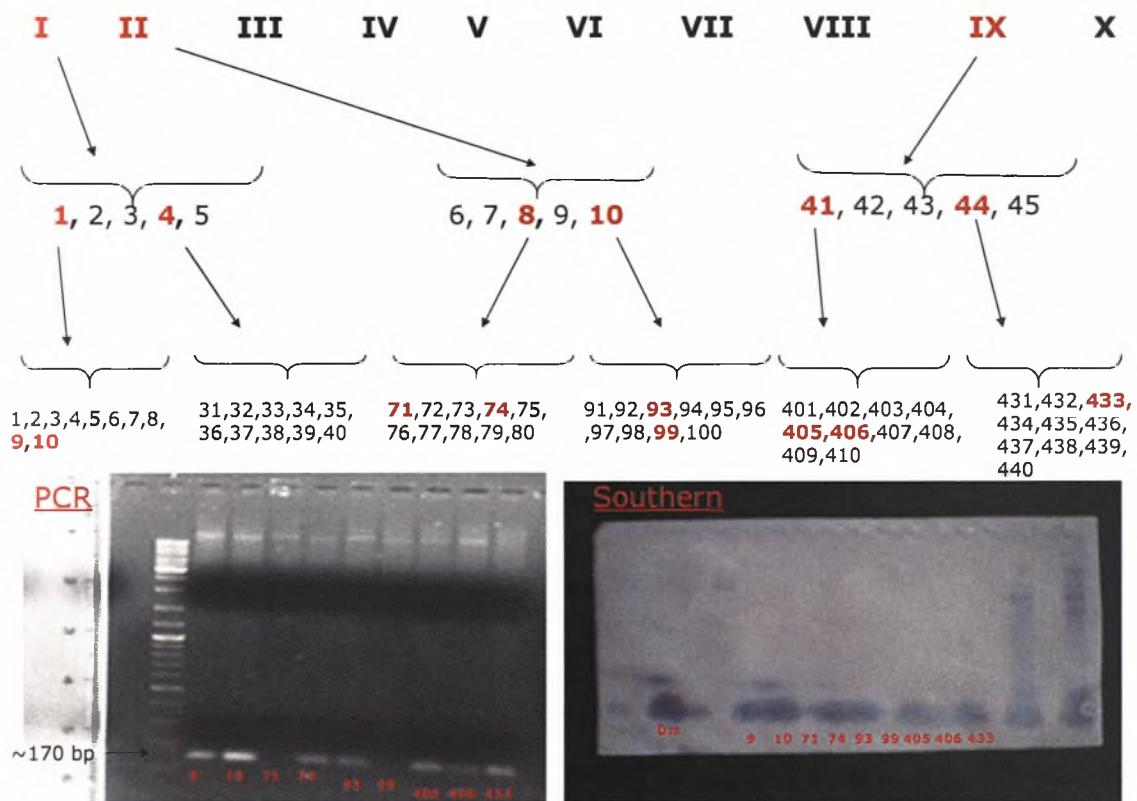 I II III IV V VI VII VIII IX X
1, 2, 3, 4, 5
6, 7, 8, 9, 10
41, 42, 43, 44, 45
1,2,3,4,5,6,7,8,
9,10
31,32,33,34,35,
36,37,38,39,40
71,72,73,74,75,
76,77,78,79,80
91,92,93,94,95,96
,97,98,99,100
401,402,403,404,
405,406,407,408,
409,410
431,432,433,
434,435,436,
437,438,439,
440
PCR
~170 bp
9 10 71 74 93 99 405 406 433
Southern
Dm
9 10 71 74 93 99 405 406 433